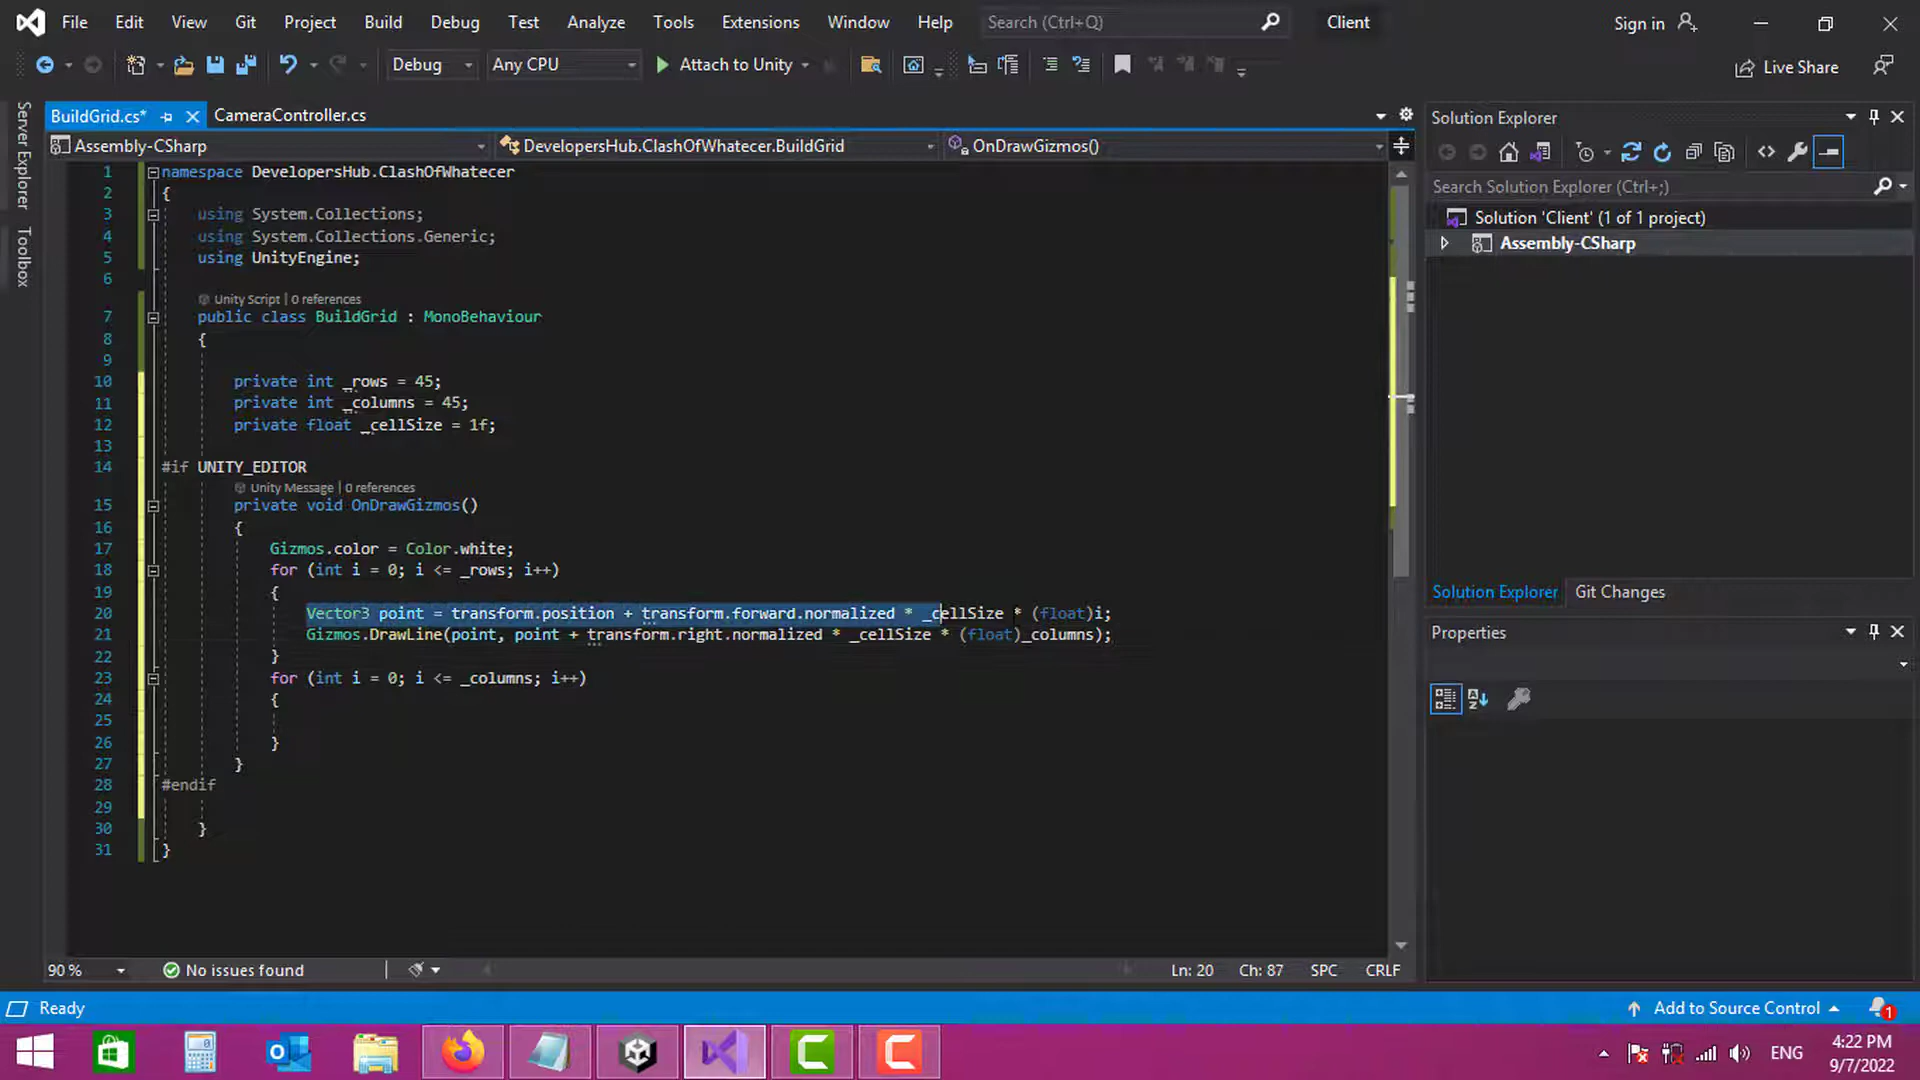 File Edit View Git Project Build Debug Test Analyze Tools Extensions Window Help Search (Ctrl+Q) Client Sign in
Debug Any CPU Attach to Unity Live Share
Server Explorer
Toolbox
BuildGrid.cs* CameraController.cs
Assembly-CSharp DevelopersHub.ClashOfWhatecer.BuildGrid OnDrawGizmos()
1 namespace DevelopersHub.ClashOfWhatecer
2 {
3 using System.Collections;
4 using System.Collections.Generic;
5 using UnityEngine;
6
Unity Script | 0 references
7 public class BuildGrid : MonoBehaviour
8 {
9
10 private int _rows = 45;
11 private int _columns = 45;
12 private float _cellSize = 1f;
13
14 #if UNITY_EDITOR
Unity Message | 0 references
15 private void OnDrawGizmos()
16 {
17 Gizmos.color = Color.white;
18 for (int i = 0; i <= _rows; i++)
19 {
20 Vector3 point = transform.position + transform.forward.normalized * _cellSize * (float)i;
21 Gizmos.DrawLine(point, point + transform.right.normalized * _cellSize * (float)_columns);
22 }
23 for (int i = 0; i <= _columns; i++)
24 {
25
26 }
27 }
28 #endif
29
30 }
31 }
90 % No issues found Ln: 20 Ch: 87 SPC CRLF
Solution Explorer
Search Solution Explorer (Ctrl+;)
Solution 'Client' (1 of 1 project)
Assembly-CSharp
Solution Explorer Git Changes
Properties
Ready Add to Source Control 1
ENG 4:22 PM
9/7/2022